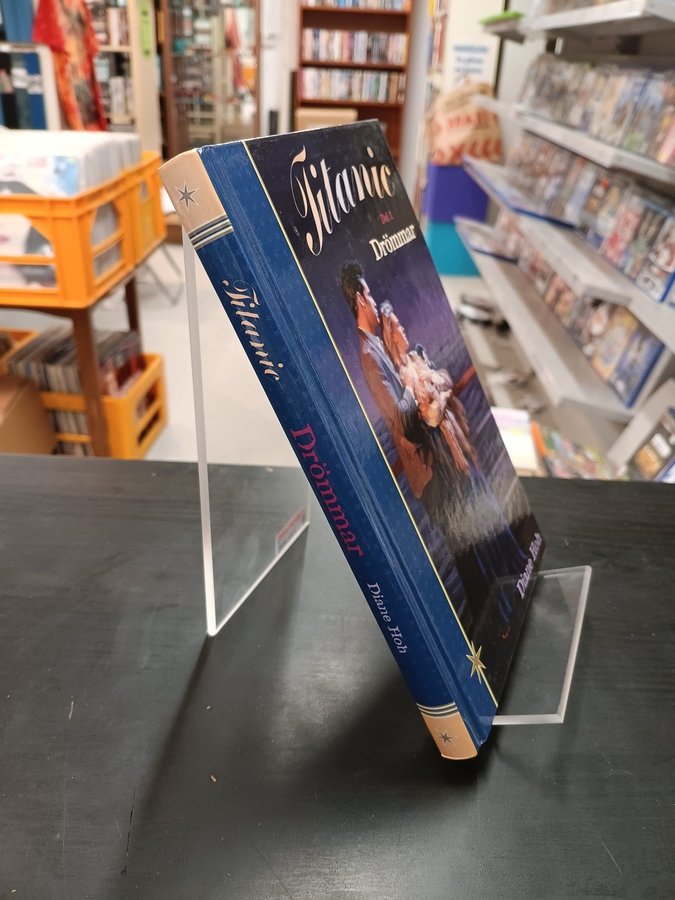 Titanic
Del 1
Drömmar
Diane Hoh
Titanic
Drömmar
Diane Hoh